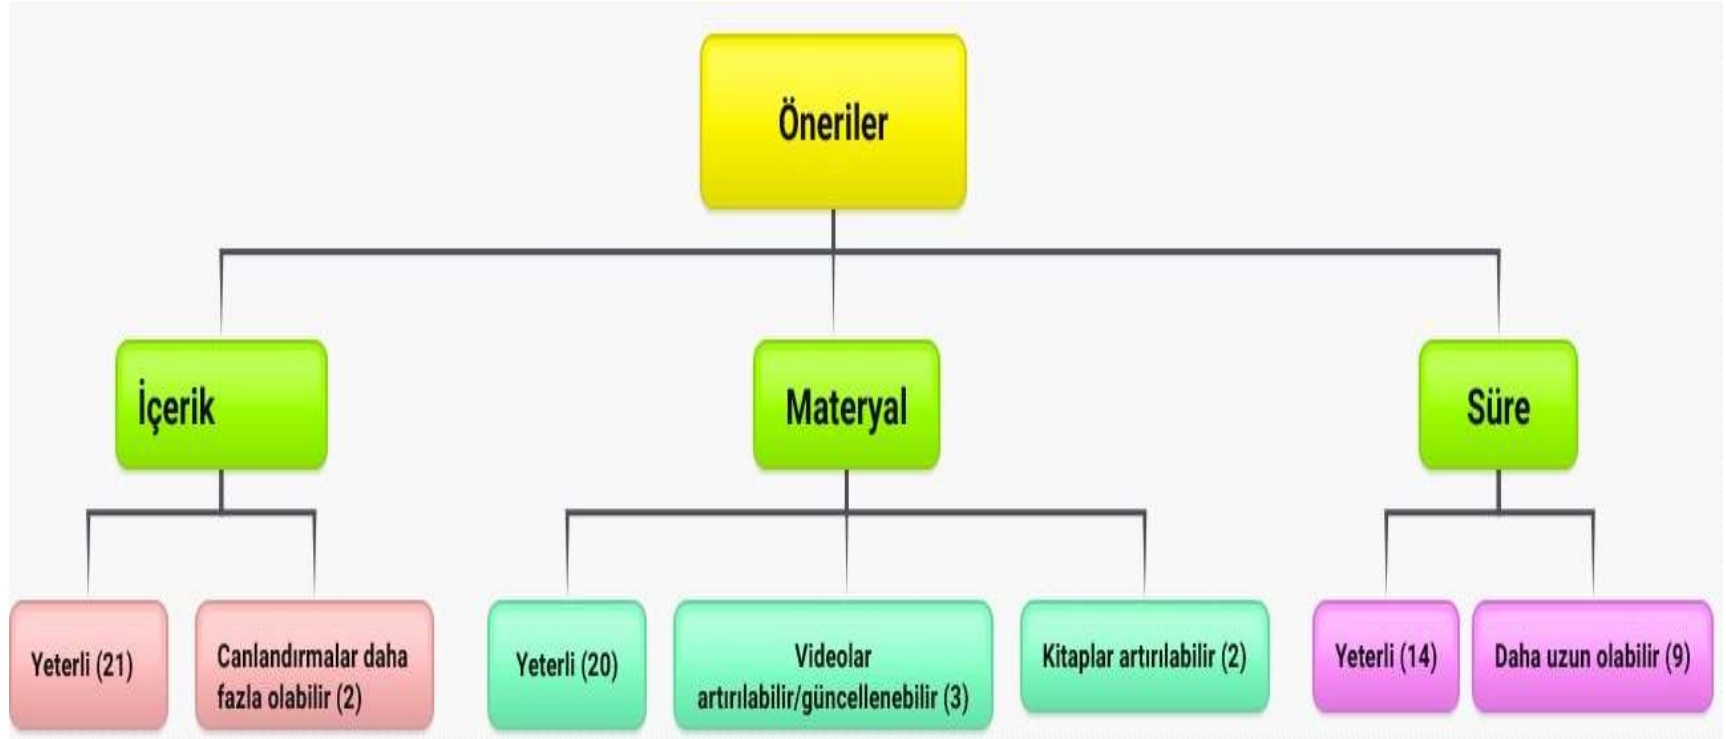 Öneriler
İçerik
Materyal
Süre
Yeterli (21)
Canlandırmalar daha
fazla olabilir (2)
Yeterli (20)
Videolar
artırılabilir/güncellenebilir (3)
Kitaplar artırılabilir (2)
Yeterli (14)
Daha uzun olabilir (9)